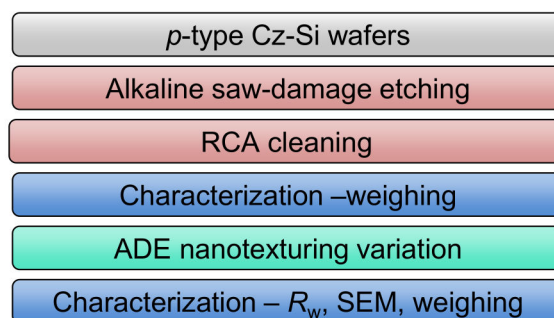 p-type Cz-Si wafers
Alkaline saw-damage etching
RCA cleaning
Characterization –weighing
ADE nanotexturing variation
Characterization – Rw, SEM, weighing